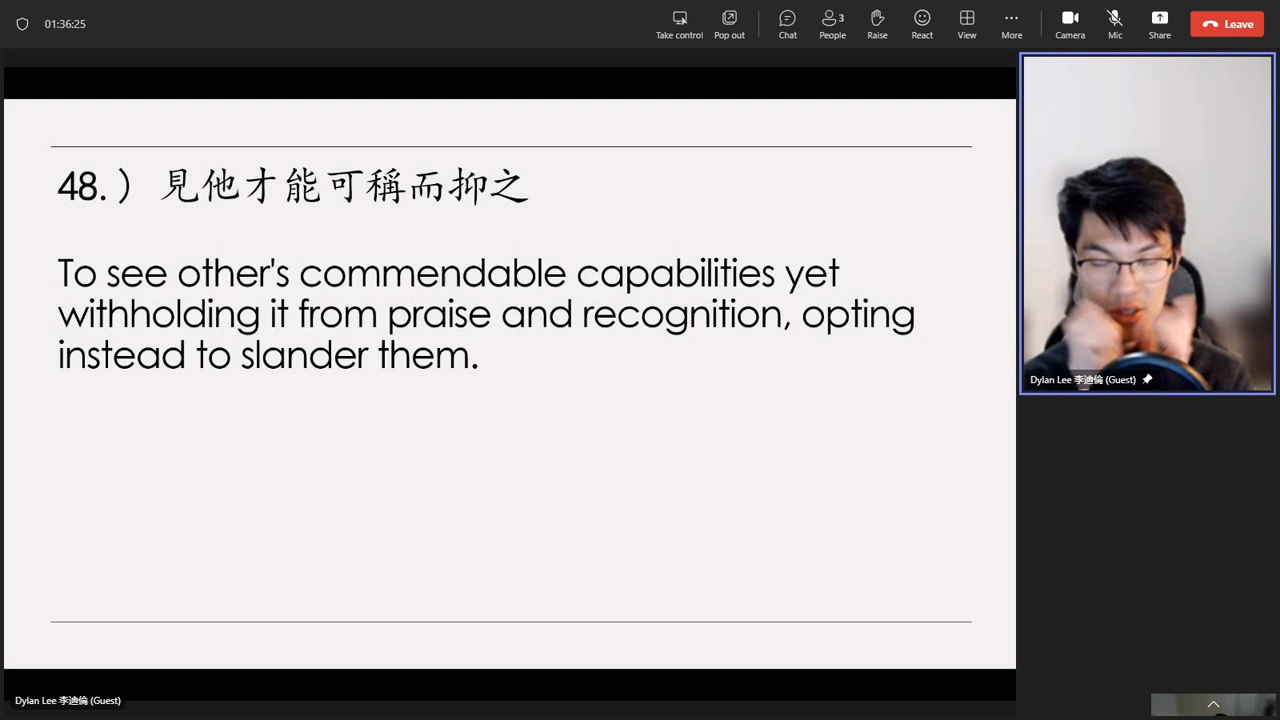 01:36:25
Take control
Pop out
Chat
3
People
Raise
React
View
More
Camera
Mic
Share
Leave
48.) 見他才能可稱而抑之
To see other's commendable capabilities yet
withholding it from praise and recognition, opting
instead to slander them.
Dylan Lee 李迪倫 (Guest)
Dylan Lee 李迪倫 (Guest)